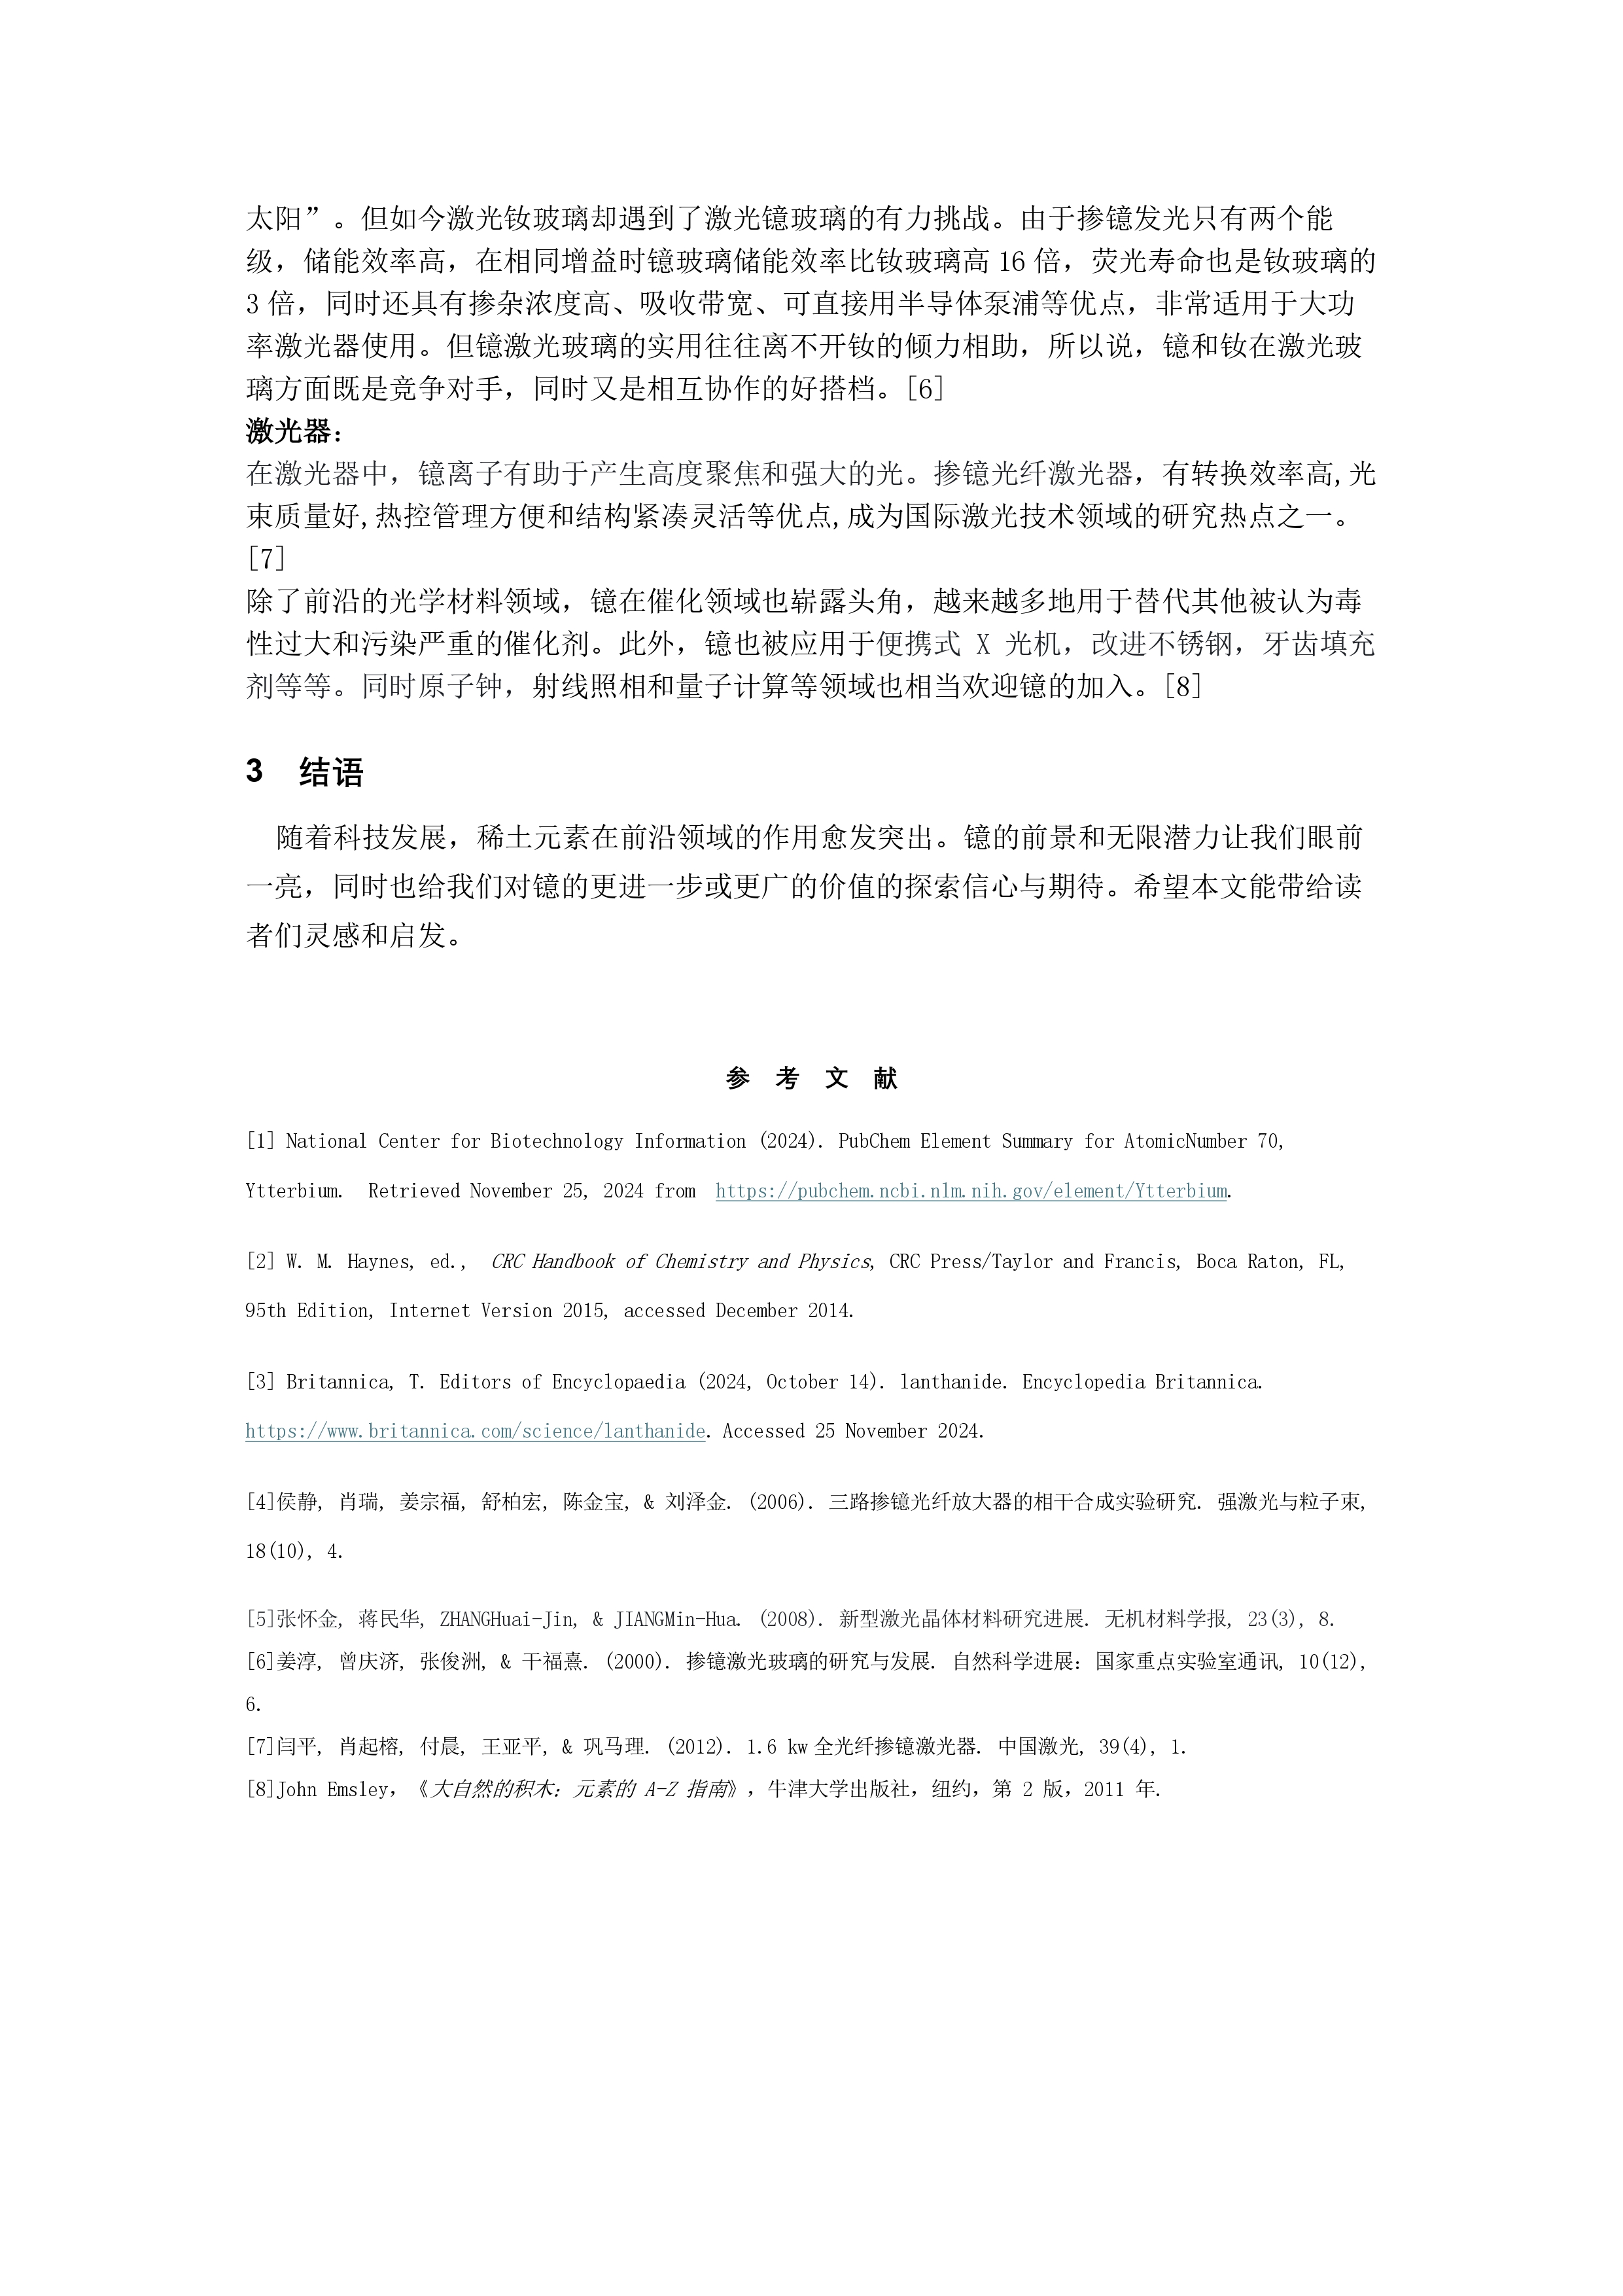 太阳”。但如今激光钕玻璃却遇到了激光镱玻璃的有力挑战。由于掺镱发光只有两个能
级，储能效率高，在相同增益时镱玻璃储能效率比钕玻璃高 16 倍，荧光寿命也是钕玻璃的
3 倍，同时还具有掺杂浓度高、吸收带宽、可直接用半导体泵浦等优点，非常适用于大功
率激光器使用。但镱激光玻璃的实用往往离不开钕的倾力相助，所以说，镱和钕在激光玻
璃方面既是竞争对手，同时又是相互协作的好搭档。[6]
激光器：
在激光器中，镱离子有助于产生高度聚焦和强大的光。掺镱光纤激光器，有转换效率高,光
束质量好,热控管理方便和结构紧凑灵活等优点,成为国际激光技术领域的研究热点之一。
[7]
除了前沿的光学材料领域，镱在催化领域也崭露头角，越来越多地用于替代其他被认为毒
性过大和污染严重的催化剂。此外，镱也被应用于便携式 X 光机，改进不锈钢，牙齿填充
剂等等。同时原子钟，射线照相和量子计算等领域也相当欢迎镱的加入。[8]
3 结语
随着科技发展，稀土元素在前沿领域的作用愈发突出。镱的前景和无限潜力让我们眼前
一亮，同时也给我们对镱的更进一步或更广的价值的探索信心与期待。希望本文能带给读
者们灵感和启发。
参 考 文 献
[1] National Center for Biotechnology Information (2024). PubChem Element Summary for AtomicNumber 70,
Ytterbium. Retrieved November 25, 2024 from https://pubchem.ncbi.nlm.nih.gov/element/Ytterbium.
[2] W. M. Haynes, ed., CRC Handbook of Chemistry and Physics, CRC Press/Taylor and Francis, Boca Raton, FL,
95th Edition, Internet Version 2015, accessed December 2014.
[3] Britannica, T. Editors of Encyclopaedia (2024, October 14). lanthanide. Encyclopedia Britannica.
https://www.britannica.com/science/lanthanide. Accessed 25 November 2024.
[4]侯静, 肖瑞, 姜宗福, 舒柏宏, 陈金宝, & 刘泽金. (2006). 三路掺镱光纤放大器的相干合成实验研究. 强激光与粒子束,
18(10), 4.
[5]张怀金, 蒋民华, ZHANGHuai-Jin, & JIANGMin-Hua. (2008). 新型激光晶体材料研究进展. 无机材料学报, 23(3), 8.
[6]姜淳, 曾庆济, 张俊洲, & 干福熹. (2000). 掺镱激光玻璃的研究与发展. 自然科学进展：国家重点实验室通讯, 10(12),
6.
[7]闫平, 肖起榕, 付晨, 王亚平, & 巩马理. (2012). 1.6 kw 全光纤掺镱激光器. 中国激光, 39(4), 1.
[8]John Emsley，《大自然的积木：元素的 A-Z 指南》，牛津大学出版社，纽约，第 2 版，2011 年.